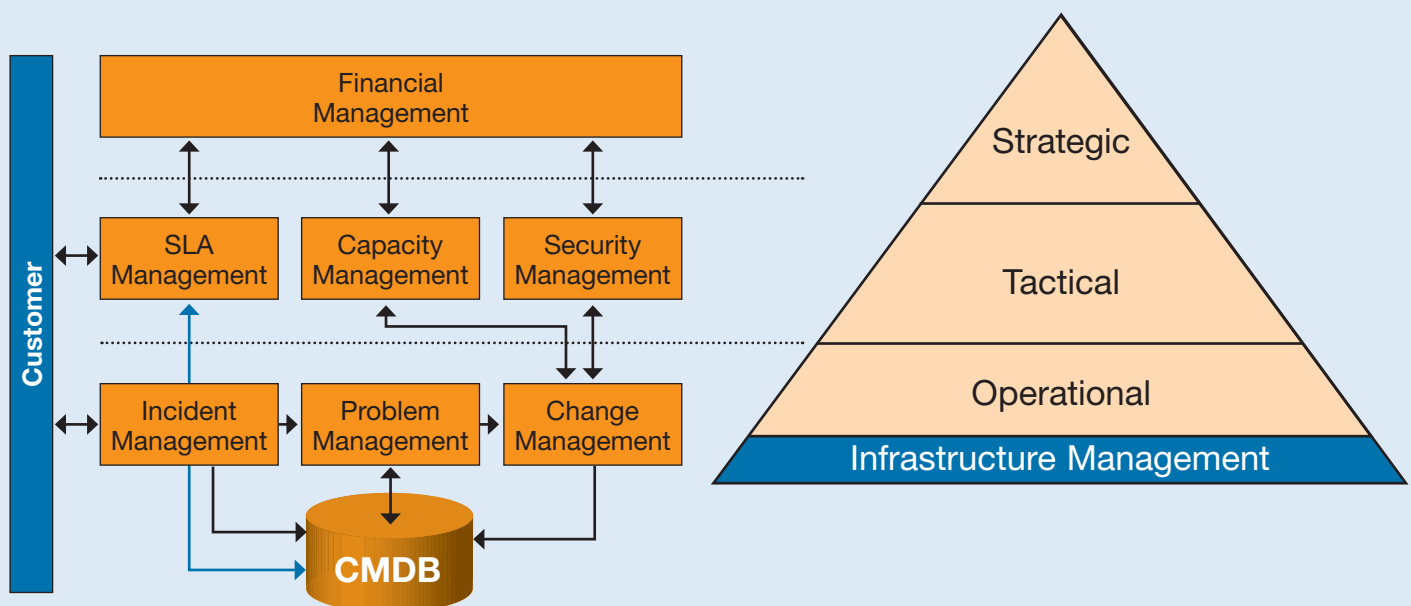 Customer
Financial
Management
SLA
Management
Capacity
Management
Security
Management
Incident
Management
Problem
Management
Change
Management
CMDB
Strategic
Tactical
Operational
Infrastructure Management